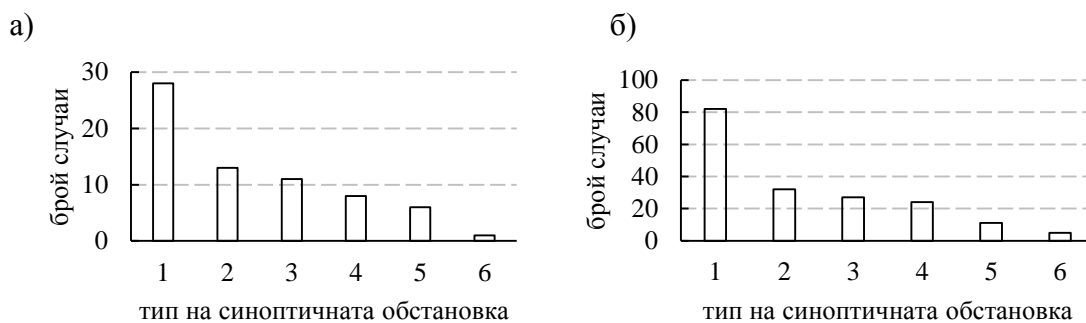 а)
брой случаи
30
20
10
0
1 2 3 4 5 6
тип на синоптичната обстановка
б)
брой случаи
100
80
60
40
20
0
1 2 3 4 5 6
тип на синоптичната обстановка